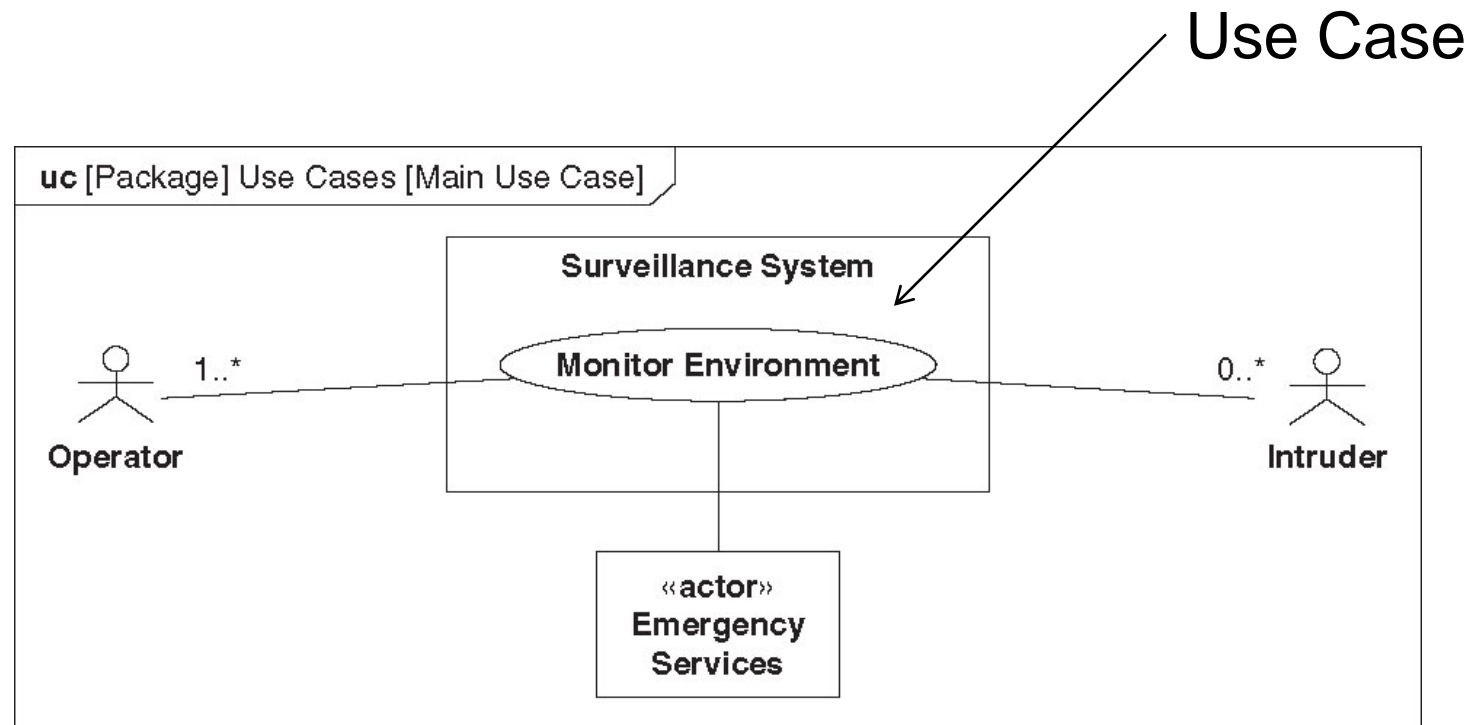 Use Case
uc [Package] Use Cases [Main Use Case]
Surveillance System
Monitor Environment
1..*
0..*
Operator
Intruder
«actor»
Emergency
Services